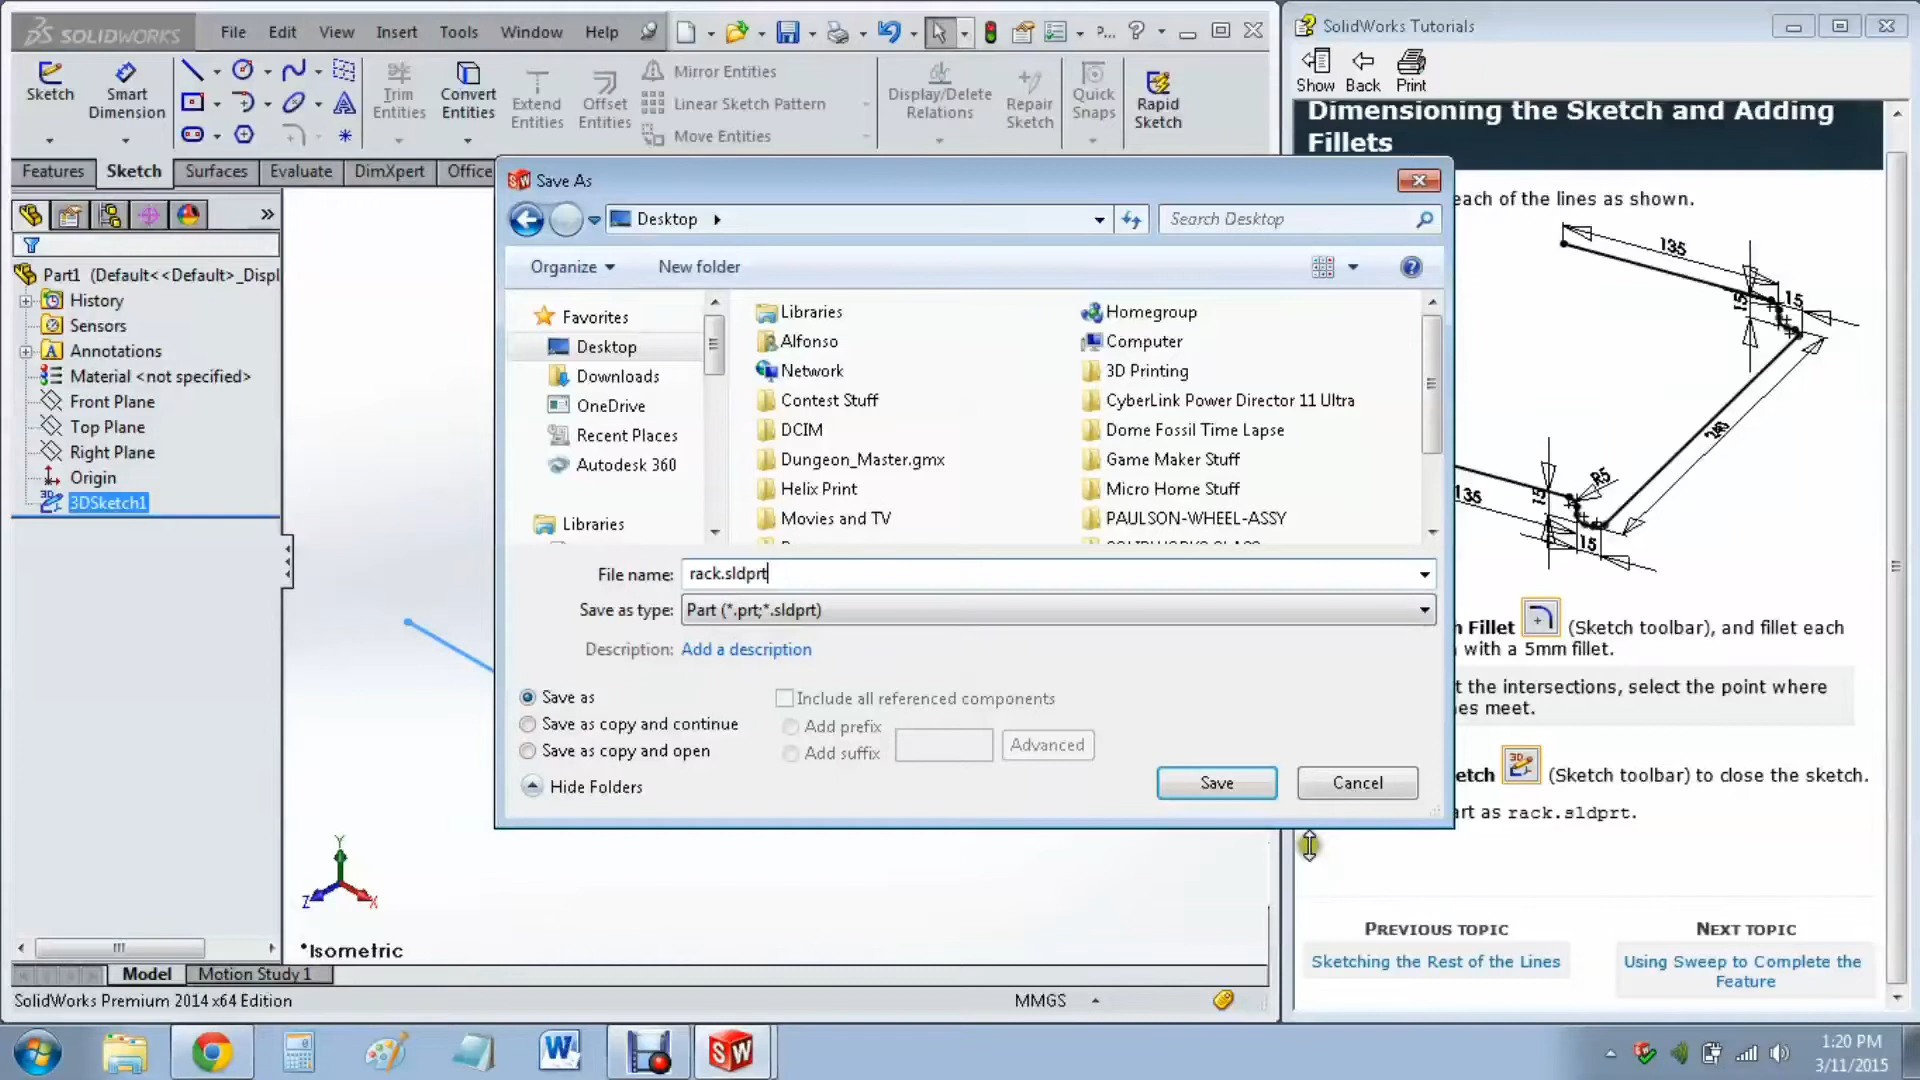 SOLIDWORKS
File Edit View Insert Tools Window Help
P...
Sketch
Smart Dimension
Trim Entities
Convert Entities
Extend Entities
Offset Entities
Mirror Entities
Linear Sketch Pattern
Move Entities
Display/Delete Relations
Repair Sketch
Quick Snaps
Rapid Sketch
Features Sketch Surfaces Evaluate DimXpert Office
Part1 (Default<<Default>_Displ
History
Sensors
Annotations
Material <not specified>
Front Plane
Top Plane
Right Plane
Origin
3DSketch1
Save As
Desktop
Search Desktop
Organize
New folder
Favorites
Desktop
Downloads
OneDrive
Recent Places
Autodesk 360
Libraries
Libraries
Alfonso
Network
Contest Stuff
DCIM
Dungeon_Master.gmx
Helix Print
Movies and TV
Homegroup
Computer
3D Printing
CyberLink Power Director 11 Ultra
Dome Fossil Time Lapse
Game Maker Stuff
Micro Home Stuff
PAULSON-WHEEL-ASSY
File name: rack.sldprt
Save as type: Part (*.prt;*.sldprt)
Description: Add a description
Save as
Save as copy and continue
Save as copy and open
Include all referenced components
Add prefix
Add suffix
Advanced
Hide Folders
Save
Cancel
Y
Z
X
*Isometric
Model Motion Study 1
SolidWorks Premium 2014 x64 Edition
MMGS
SolidWorks Tutorials
Show Back Print
Dimensioning the Sketch and Adding
Fillets
each of the lines as shown.
135
15
15
240
R5
135
15
15
h Fillet (Sketch toolbar), and fillet each
with a 5mm fillet.
t the intersections, select the point where
nes meet.
etch 3D (Sketch toolbar) to close the sketch.
art as rack.sldprt.
PREVIOUS TOPIC
Sketching the Rest of the Lines
NEXT TOPIC
Using Sweep to Complete the
Feature
1:20 PM
3/11/2015